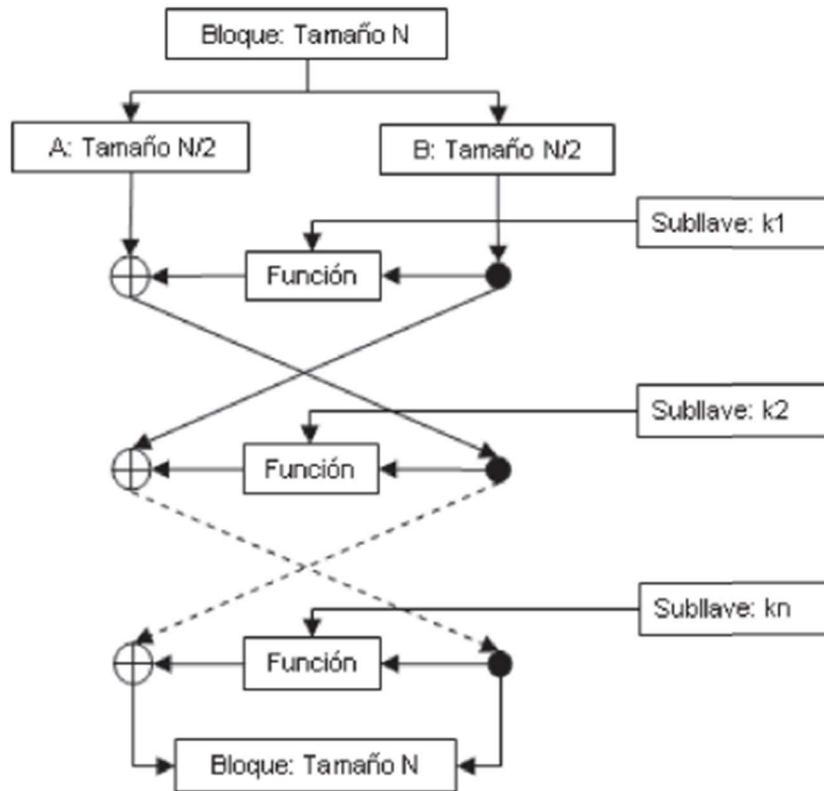 Bloque: Tamaño N
A: Tamaño N/2
B: Tamaño N/2
Subllave: k1
Función
Subllave: k2
Función
Subllave: kn
Función
Bloque: Tamaño N